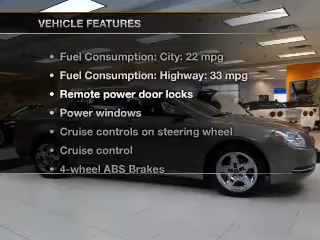 VEHICLE FEATURES
• Fuel Consumption: City: 22 mpg
• Fuel Consumption: Highway: 33 mpg
• Remote power door locks
• Power windows
• Cruise controls on steering wheel
• Cruise control
• 4-wheel ABS Brakes